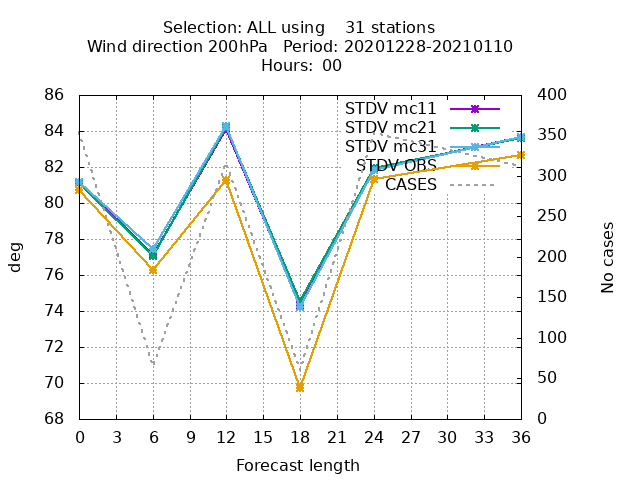 Selection: ALL using    31 stations
Wind direction 200hPa   Period: 20201228-20210110
Hours: 00
STDV mc11
STDV mc21
STDV mc31
STDV OBS
CASES
86
84
82
80
78
76
74
72
70
68
400
350
300
250
200
150
100
50
0
deg
No cases
0 3 6 9 12 15 18 21 24 27 30 33 36
Forecast length